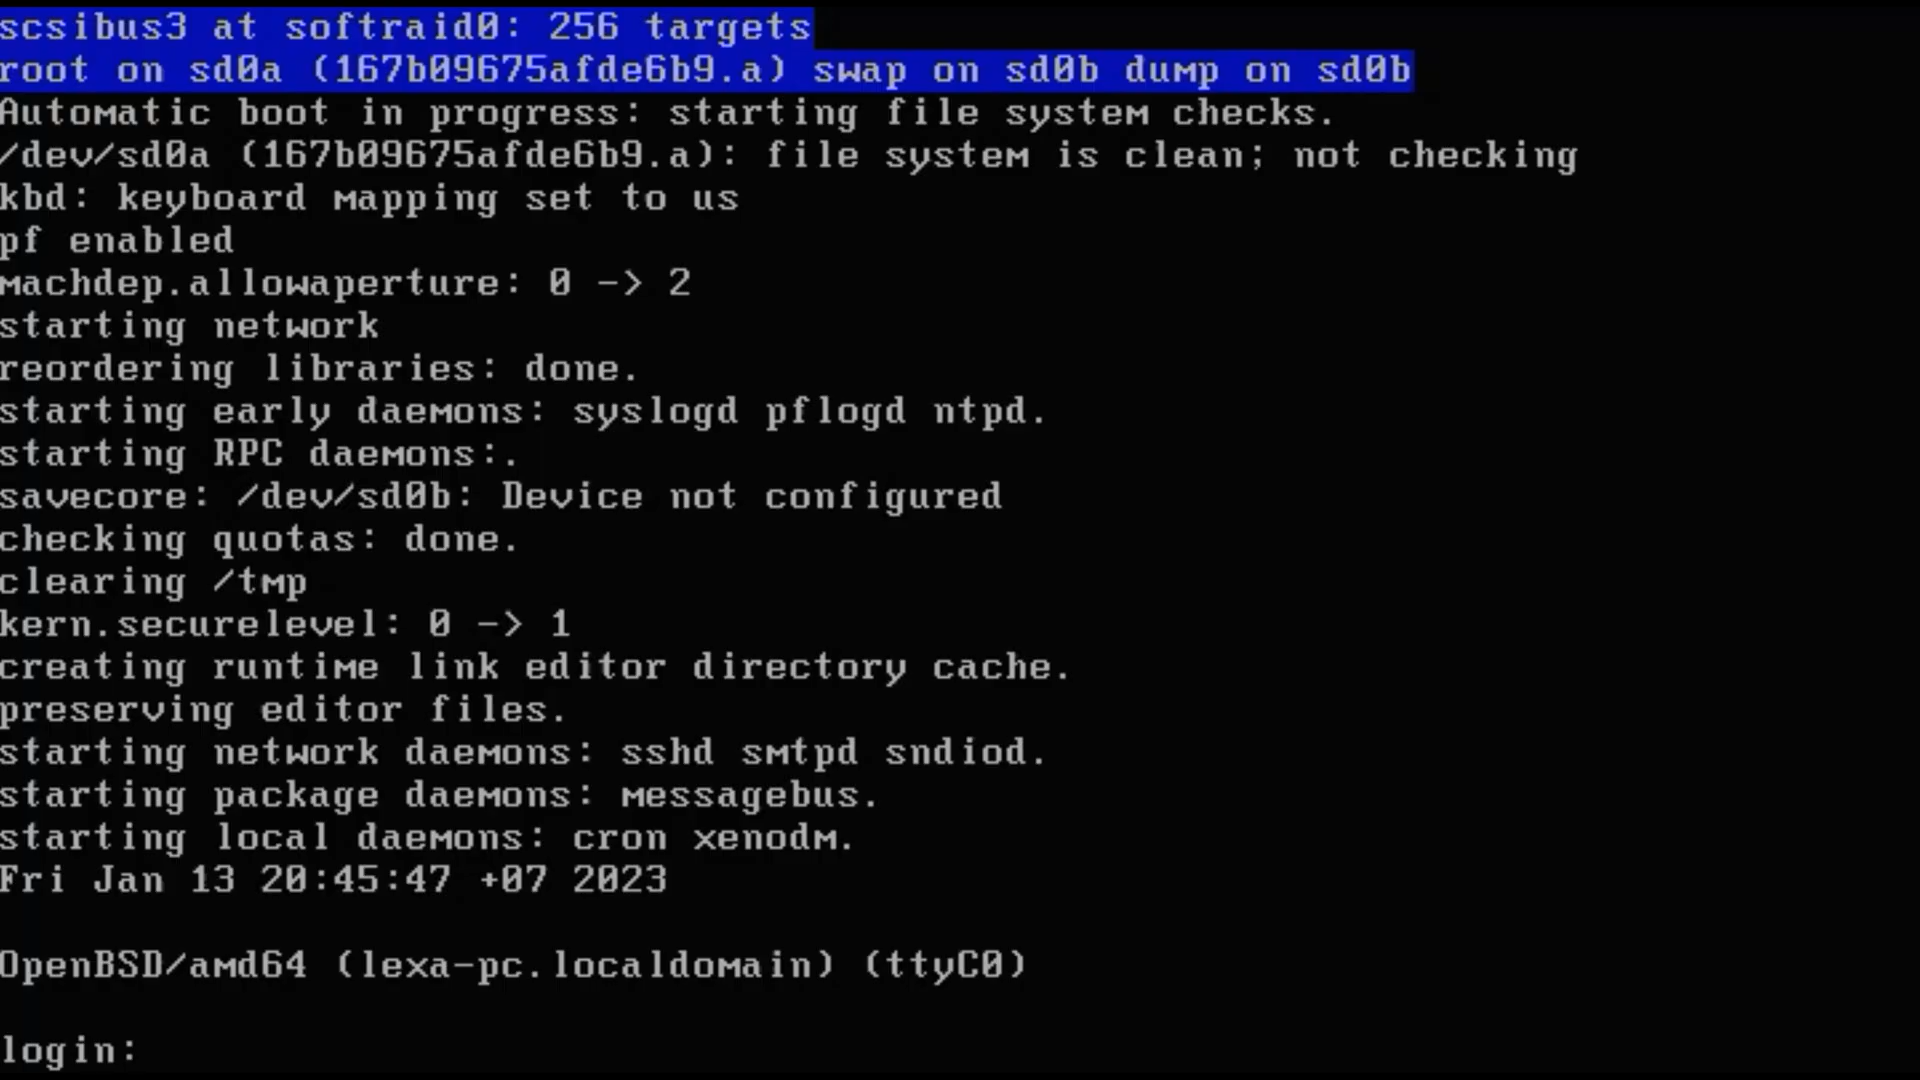 scsibus3 at softraid0: 256 targets
root on sd0a (167b09675afde6b9.a) swap on sd0b dump on sd0b
Automatic boot in progress: starting file system checks.
/dev/sd0a (167b09675afde6b9.a): file system is clean; not checking
kbd: keyboard mapping set to us
pf enabled
machdep.allowaperture: 0 -> 2
starting network
reordering libraries: done.
starting early daemons: syslogd pflogd ntpd.
starting RPC daemons:.
savecore: /dev/sd0b: Device not configured
checking quotas: done.
clearing /tmp
kern.securelevel: 0 -> 1
creating runtime link editor directory cache.
preserving editor files.
starting network daemons: sshd smtpd sndiod.
starting package daemons: messagebus.
starting local daemons: cron xenodm.
Fri Jan 13 20:45:47 +07 2023
OpenBSD/amd64 (lexa-pc.localdomain) (ttyC0)
login: